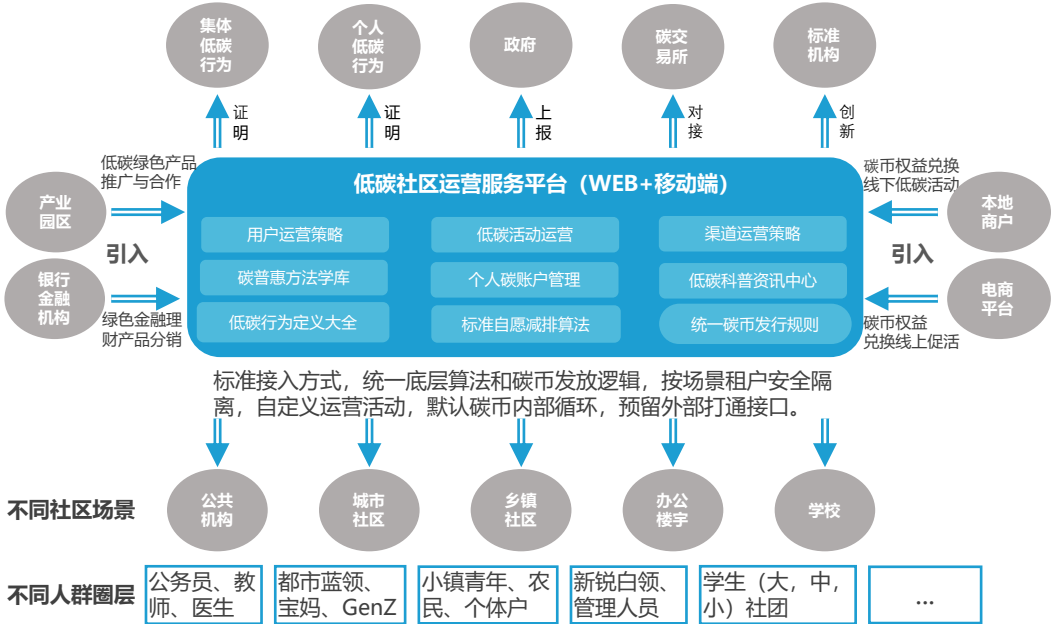 集体
低碳
行为
个人
低碳
行为
政府
碳交
易所
标准
机构
证
明
证
明
上
报
对
接
创
新
低碳绿色产品
推广与合作
产业
园区
引入
银行
金融
机构
绿色金融理
财产品分销
低碳社区运营服务平台（WEB+移动端）
用户运营策略
低碳活动运营
渠道运营策略
碳普惠方法学库
个人碳账户管理
低碳科普资讯中心
低碳行为定义大全
标准自愿减排算法
统一碳币发行规则
碳币权益兑换
线下低碳活动
本地
商户
引入
电商
平台
碳币权益
兑换线上促活
标准接入方式，统一底层算法和碳币发放逻辑，按场景租户安全隔
离，自定义运营活动，默认碳币内部循环，预留外部打通接口。
不同社区场景
公共
机构
城市
社区
乡镇
社区
办公
楼宇
学校
不同人群圈层
公务员、教
师、医生
都市蓝领、
宝妈、GenZ
小镇青年、农
民、个体户
新锐白领、
管理人员
学生（大，中，
小）社团
...